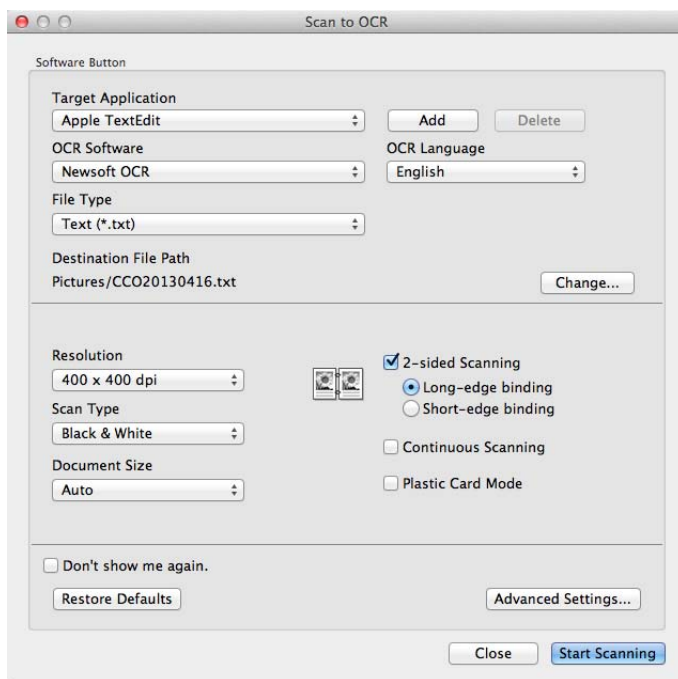 Scan to OCR
Software Button
Target Application
Apple TextEdit Add Delete
OCR Software OCR Language
Newsoft OCR English
File Type
Text (*.txt)
Destination File Path
Pictures/CCO20130416.txt Change...
Resolution
2-sided Scanning
400 x 400 dpi
Long-edge binding
Scan Type
Short-edge binding
Black & White
Continuous Scanning
Document Size
Auto
Plastic Card Mode
Don't show me again.
Restore Defaults Advanced Settings...
Close Start Scanning